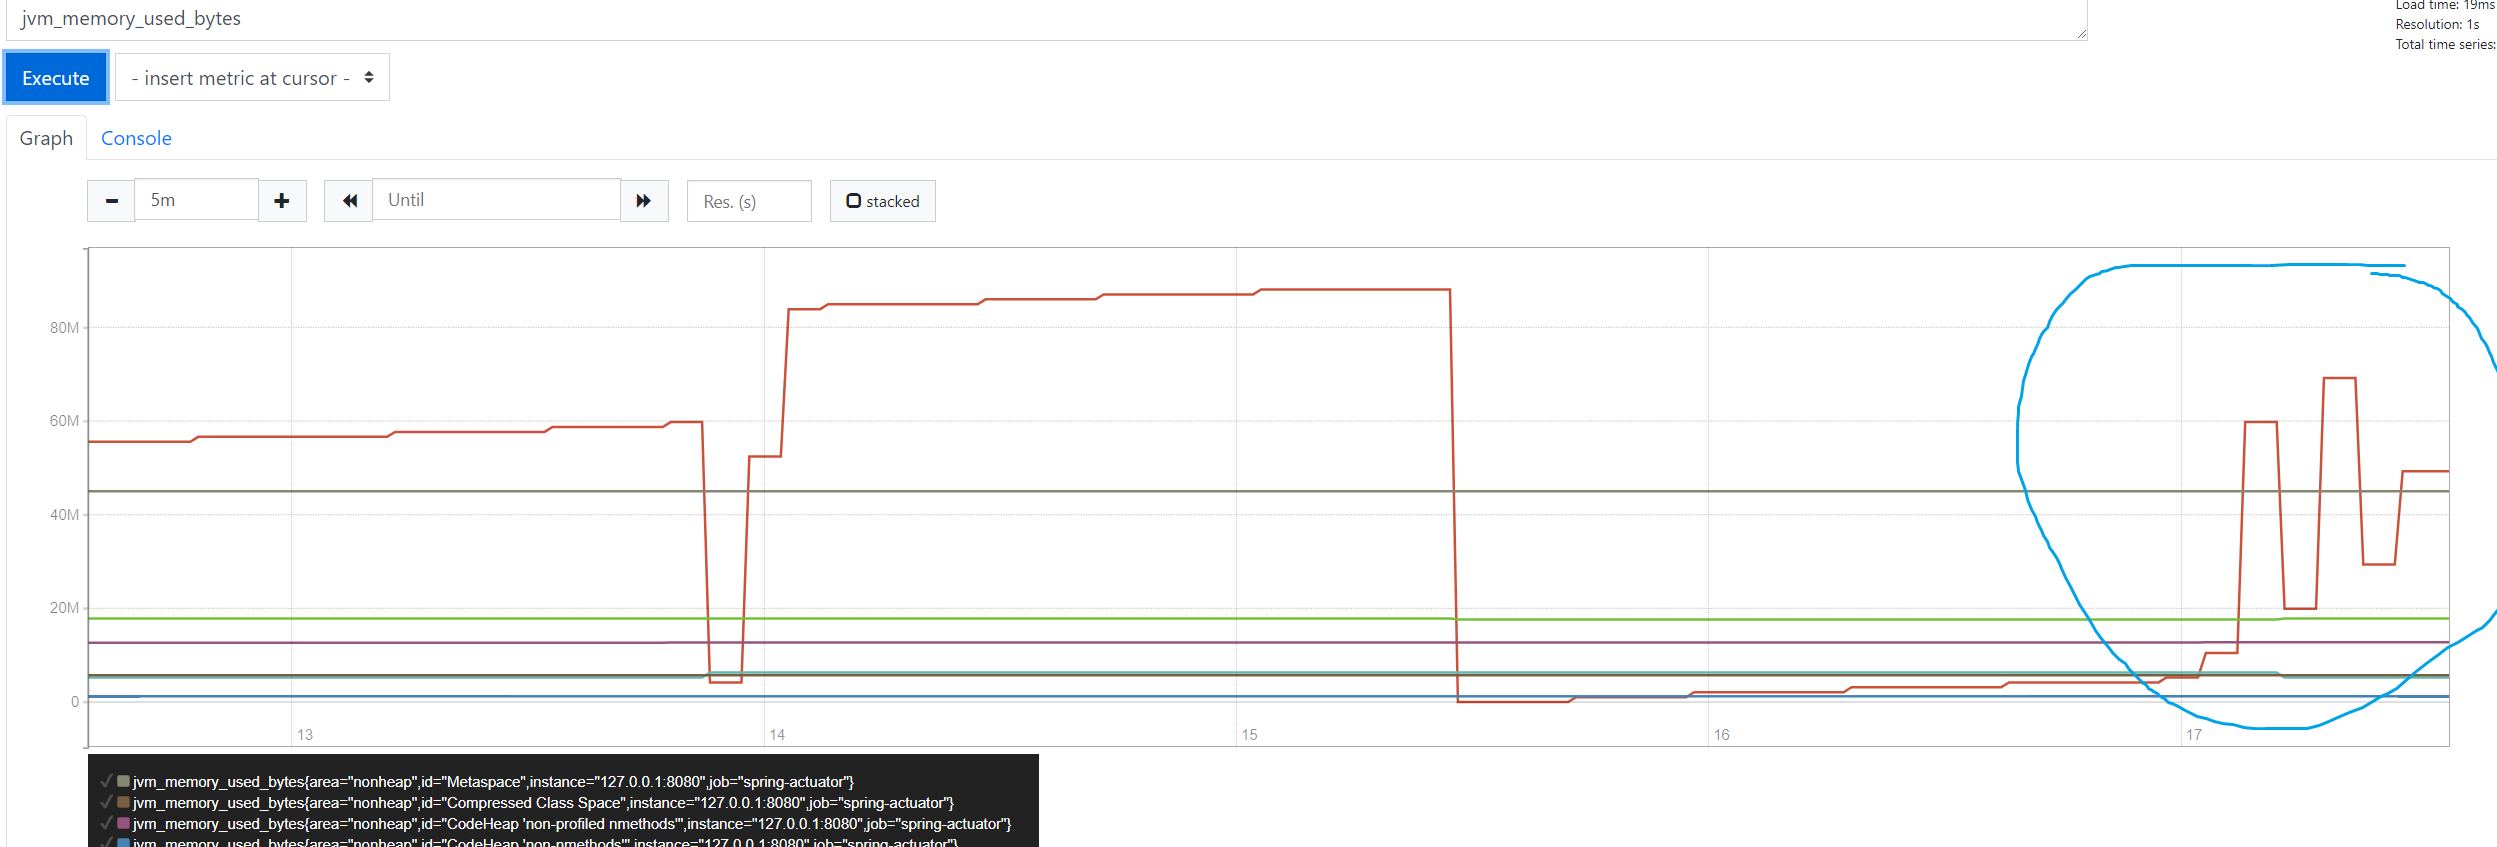 jvm_memory_used_bytes
Load time: 19ms
Resolution: 1s
Total time series:
Execute
- insert metric at cursor -
Graph Console
5m
Until
Res. (s)
stacked
80M
60M
40M
20M
0
13 14 15 16 17
jvm_memory_used_bytes{area="nonheap",id="Metaspace",instance="127.0.0.1:8080",job="spring-actuator"}
jvm_memory_used_bytes{area="nonheap",id="Compressed Class Space",instance="127.0.0.1:8080",job="spring-actuator"}
jvm_memory_used_bytes{area="nonheap",id="CodeHeap 'non-profiled nmethods'",instance="127.0.0.1:8080",job="spring-actuator"}
jvm_memory_used_bytes{area="nonheap",id="CodeHeap 'non-nmethods'",instance="127.0.0.1:8080",job="spring-actuator"}